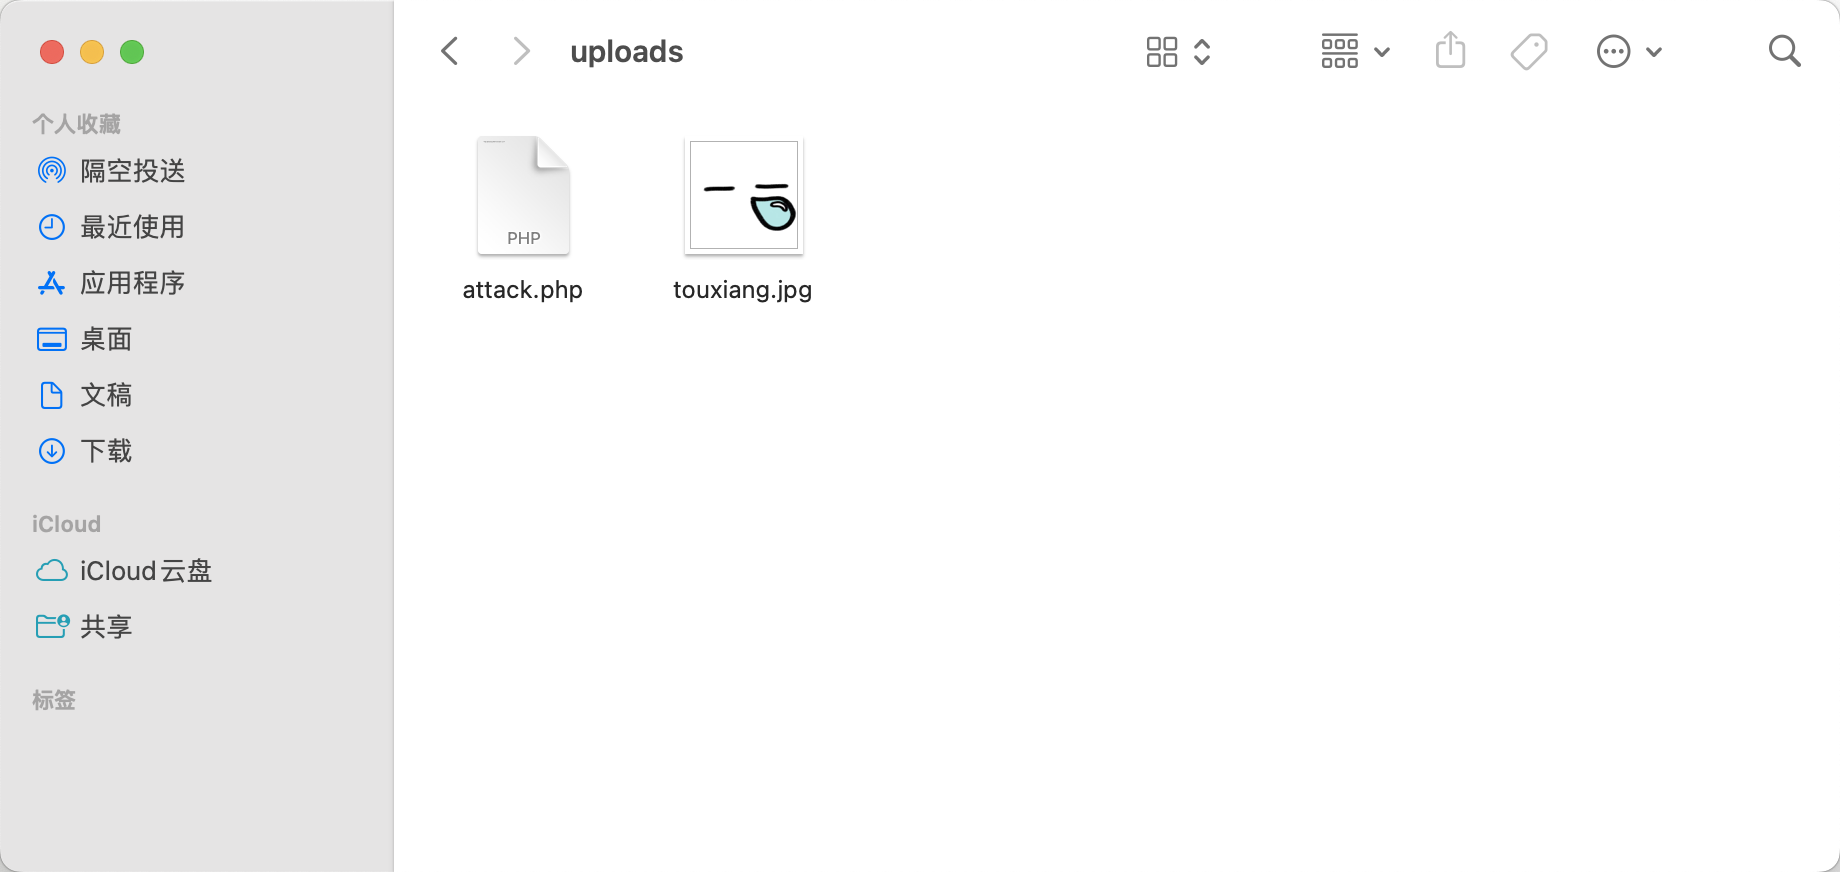 uploads
个人收藏
隔空投送
最近使用
应用程序
桌面
文稿
下载
iCloud
iCloud云盘
共享
标签
PHP
attack.php
touxiang.jpg